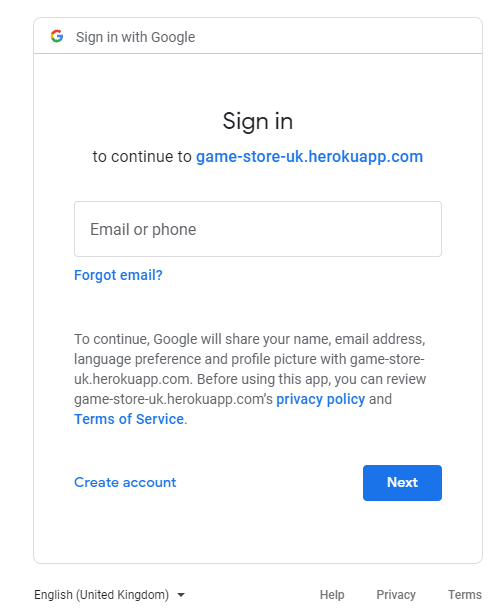 Sign in with Google
Sign in
to continue to game-store-uk.herokuapp.com
Email or phone
Forgot email?
To continue, Google will share your name, email address,
language preference and profile picture with game-store-
uk.herokuapp.com. Before using this app, you can review
game-store-uk.herokuapp.com’s privacy policy and
Terms of Service.
Create account
Next
English (United Kingdom)
Help
Privacy
Terms